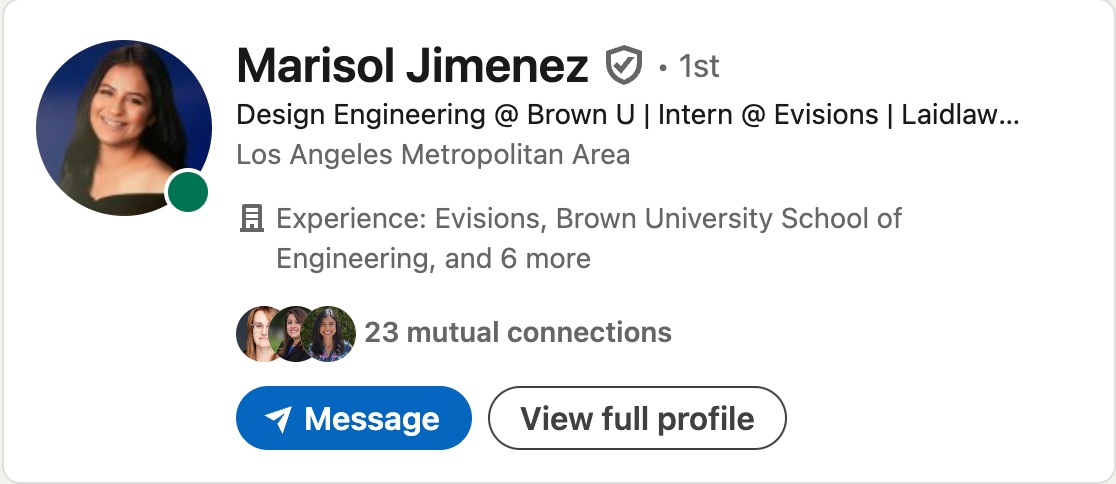 Marisol Jimenez · 1st
Design Engineering @ Brown U | Intern @ Evisions | Laidlaw...
Los Angeles Metropolitan Area
Experience: Evisions, Brown University School of
Engineering, and 6 more
23 mutual connections
Message View full profile